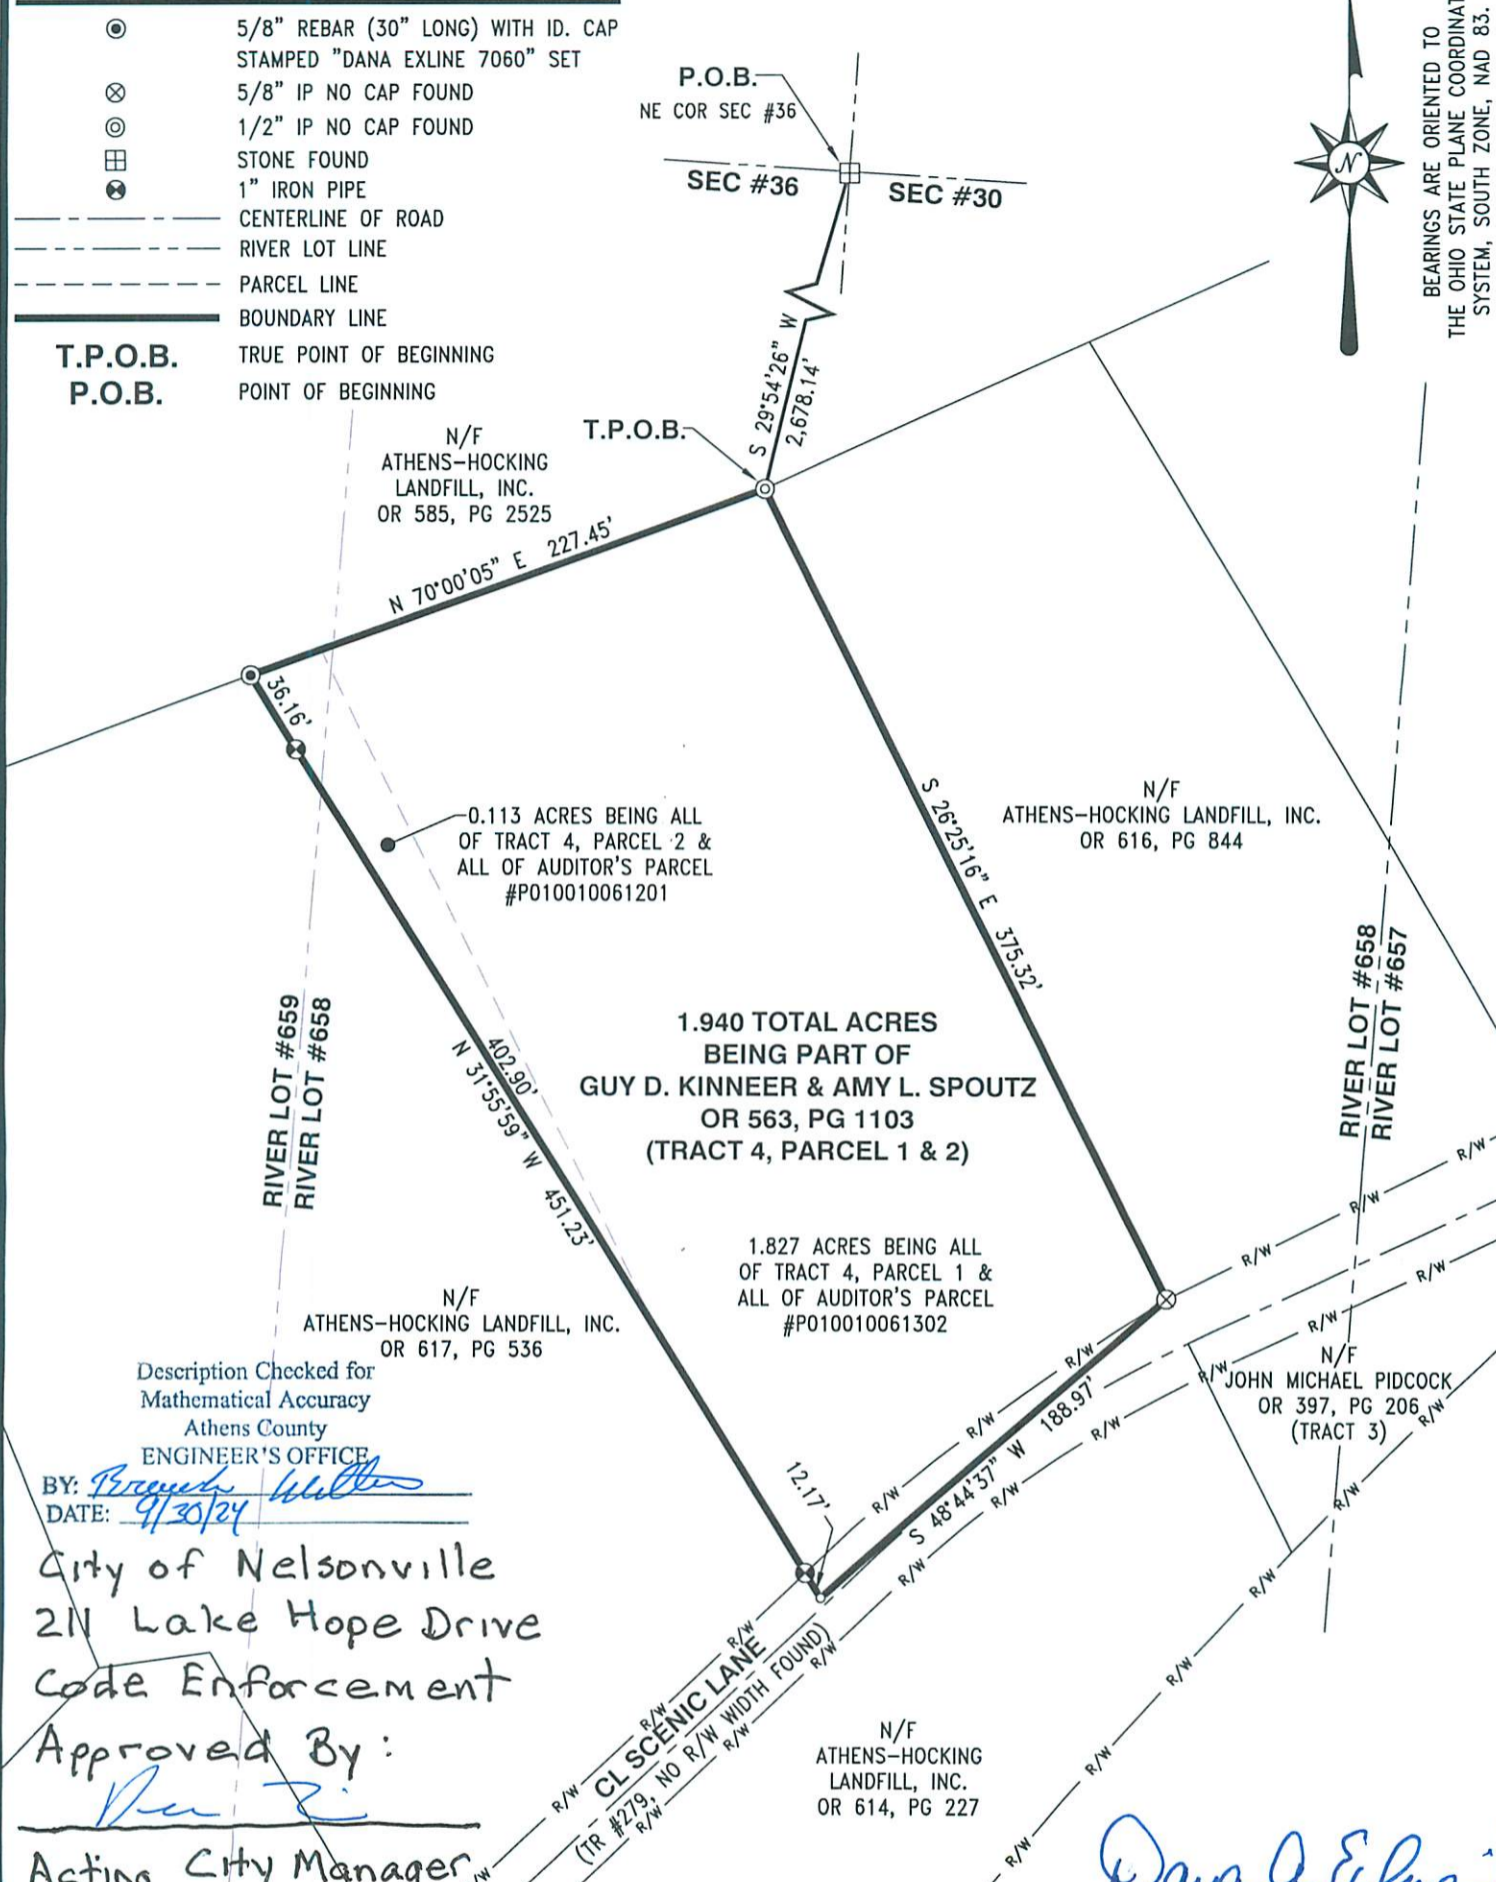 5/8" REBAR (30" LONG) WITH ID. CAP
STAMPED "DANA EXLINE 7060" SET
5/8" IP NO CAP FOUND
1/2" IP NO CAP FOUND
STONE FOUND
1" IRON PIPE
CENTERLINE OF ROAD
RIVER LOT LINE
PARCEL LINE
BOUNDARY LINE
T.P.O.B. TRUE POINT OF BEGINNING
P.O.B. POINT OF BEGINNING
P.O.B.
NE COR SEC #36
SEC #36
SEC #30
N
BEARINGS ARE ORIENTED TO
THE OHIO STATE PLANE
SYSTEM, SOUTH ZONE, NAD 83.
S 29°54'26" W
2,678.14'
T.P.O.B.
N/F
ATHENS-HOCKING
LANDFILL, INC.
OR 585, PG 2525
N 70°00'05" E 227.45'
36.16'
0.113 ACRES BEING ALL
OF TRACT 4, PARCEL 2 &
ALL OF AUDITOR'S PARCEL
#P010010061201
S 26°25'16" E 375.32'
N/F
ATHENS-HOCKING LANDFILL, INC.
OR 616, PG 844
RIVER LOT #659
RIVER LOT #658
402.90'
N 31°55'59" W 451.23'
1.940 TOTAL ACRES
BEING PART OF
GUY D. KINNEER & AMY L. SPOUTZ
OR 563, PG 1103
(TRACT 4, PARCEL 1 & 2)
RIVER LOT #658
RIVER LOT #657
1.827 ACRES BEING ALL
OF TRACT 4, PARCEL 1 &
ALL OF AUDITOR'S PARCEL
#P010010061302
N/F
ATHENS-HOCKING LANDFILL, INC.
OR 617, PG 536
R/W
R/W
R/W
R/W
R/W
R/W
R/W
R/W
R/W
R/W
R/W
R/W
R/W
N/F
JOHN MICHAEL PIDCOCK
OR 397, PG 206
(TRACT 3)
R/W
R/W
R/W
R/W
R/W
R/W
12.17'
S 48°44'37" W 188.97'
Description Checked for
Mathematical Accuracy
Athens County
ENGINEER'S OFFICE
BY:
DATE: 9/30/24
City of Nelsonville
211 Lake Hope Drive
Code Enforcement
Approved By:
Acting City Manager
R/W
R/W
R/W
R/W
R/W
R/W
R/W
CL SCENIC LANE
(TR #279, NO R/W WIDTH FOUND)
N/F
ATHENS-HOCKING
LANDFILL, INC.
OR 614, PG 227